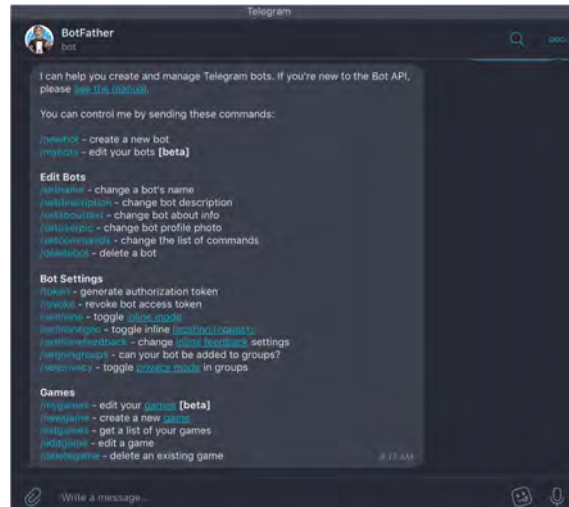 Telegram
BotFather
bot
I can help you create and manage Telegram bots. If you're new to the Bot API,
please see the manual.
You can control me by sending these commands:
/newbot - create a new bot
/mybots - edit your bots [beta]
Edit Bots
/setname - change a bot's name
/setdescription - change bot description
/setabouttext - change bot about info
/setuserpic - change bot profile photo
/setcommands - change the list of commands
/deletebot - delete a bot
Bot Settings
/token - generate authorization token
/revoke - revoke bot access token
/setinline - toggle inline mode
/setinlinegeo - toggle inline location requests
/setinlinefeedback - change inline feedback settings
/setjoingroups - can your bot be added to groups?
/setprivacy - toggle privacy mode in groups
Games
/mygames - edit your games [beta]
/newgame - create a new game
/listgames - get a list of your games
/editgame - edit a game
/deletegame - delete an existing game
Write a message...